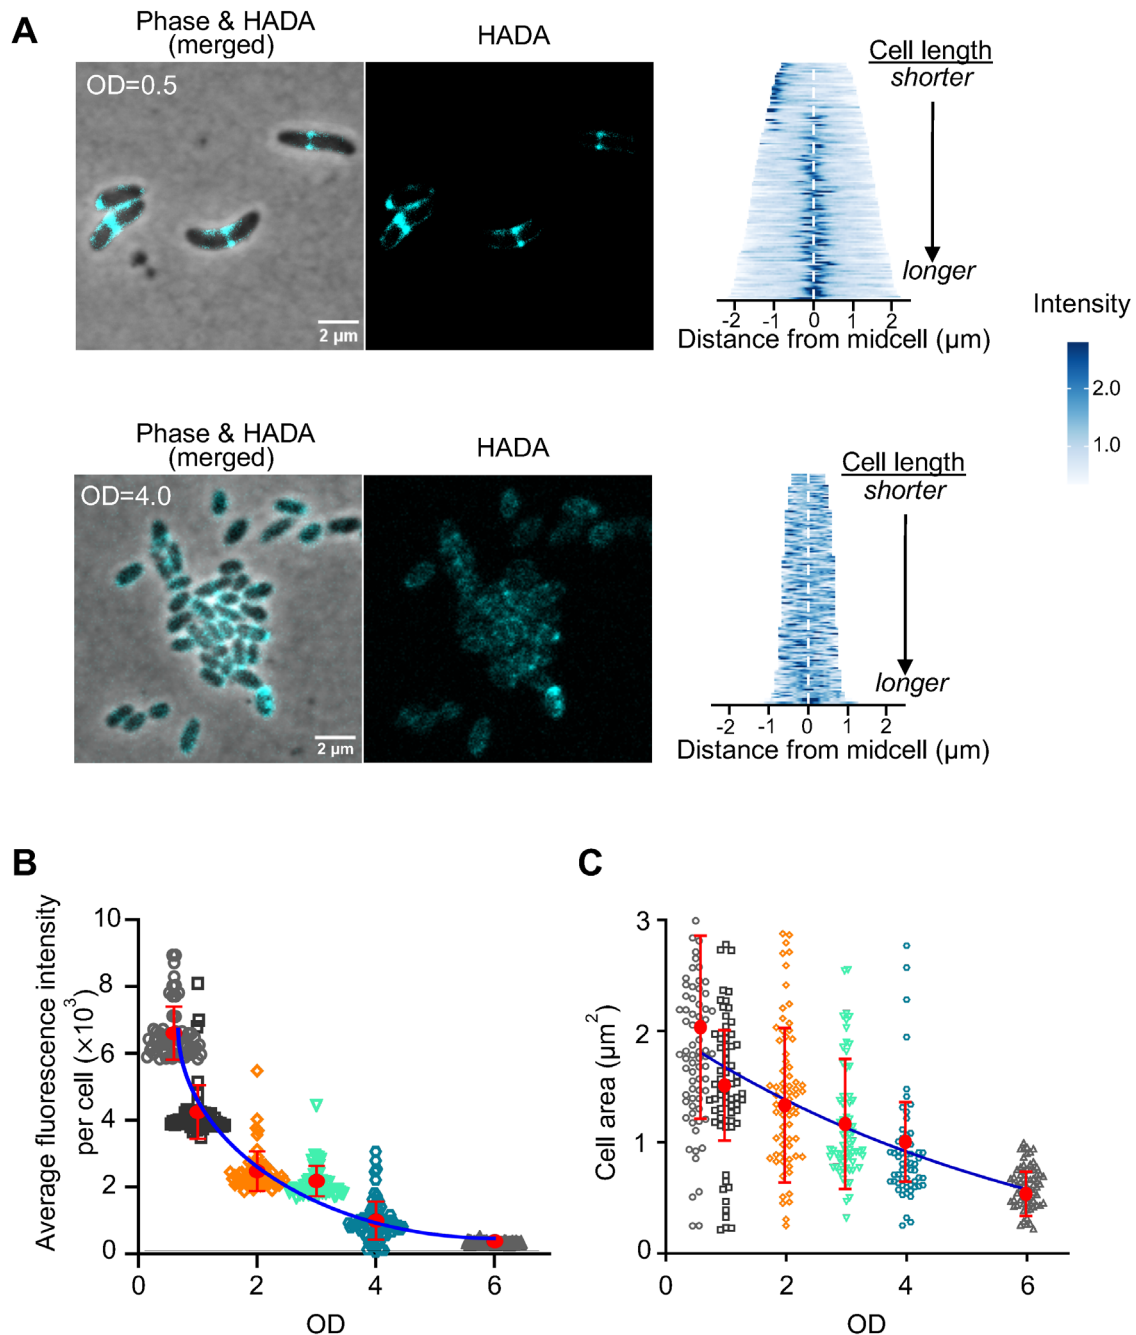 A
Phase & HADA
(merged)
HADA
OD=0.5
2 µm
Cell length
shorter
longer
-2 -1 0 1 2
Distance from midcell (µm)
Intensity
2.0
1.0
Phase & HADA
(merged)
HADA
OD=4.0
2 µm
Cell length
shorter
longer
-2 -1 0 1 2
Distance from midcell (µm)
B
Average fluorescence intensity
per cell (×10³)
10
8
6
4
2
0
0 2 4 6
OD
C
Cell area (µm²)
3
2
1
0
0 2 4 6
OD